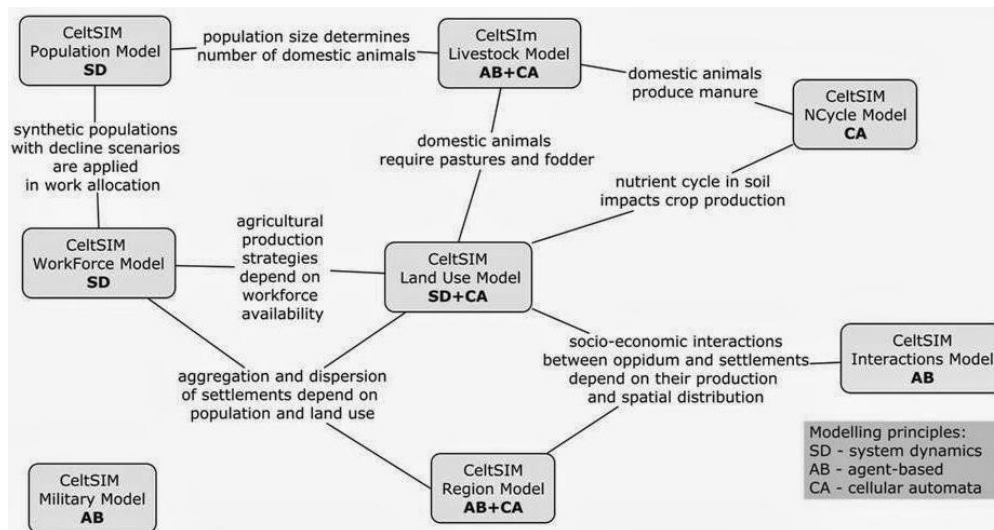 CeltSIM
Population Model
SD
population size determines
number of domestic animals
CeltSIm
Livestock Model
AB+CA
domestic animals
produce manure
CeltSIM
NCycle Model
CA
synthetic populations
with decline scenarios
are applied
in work allocation
domestic animals
require pastures and fodder
nutrient cycle in soil
impacts crop production
CeltSIM
WorkForce Model
SD
agricultural
production
strategies
depend on
workforce
availability
CeltSIM
Land Use Model
SD+CA
aggregation and dispersion
of settlements depend on
population and land use
socio-economic interactions
between oppidum and settlements
depend on their production
and spatial distribution
CeltSIM
Interactions Model
AB
CeltSIM
Military Model
AB
CeltSIM
Region Model
AB+CA
Modelling principles:
SD - system dynamics
AB - agent-based
CA - cellular automata